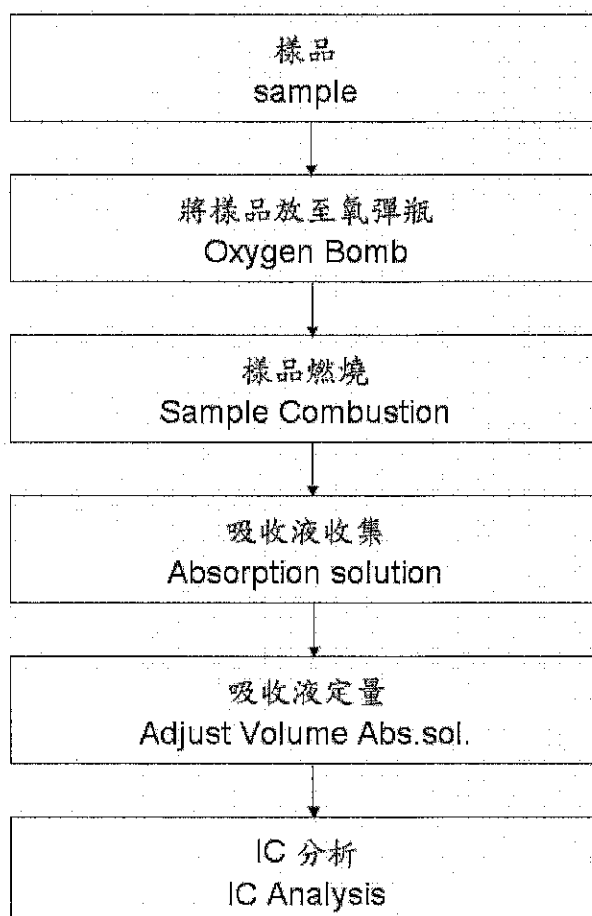 樣品
sample
將樣品放至氧彈瓶
Oxygen Bomb
樣品燃燒
Sample Combustion
吸收液收集
Absorption solution
吸收液定量
Adjust Volume Abs.sol.
IC 分析
IC Analysis